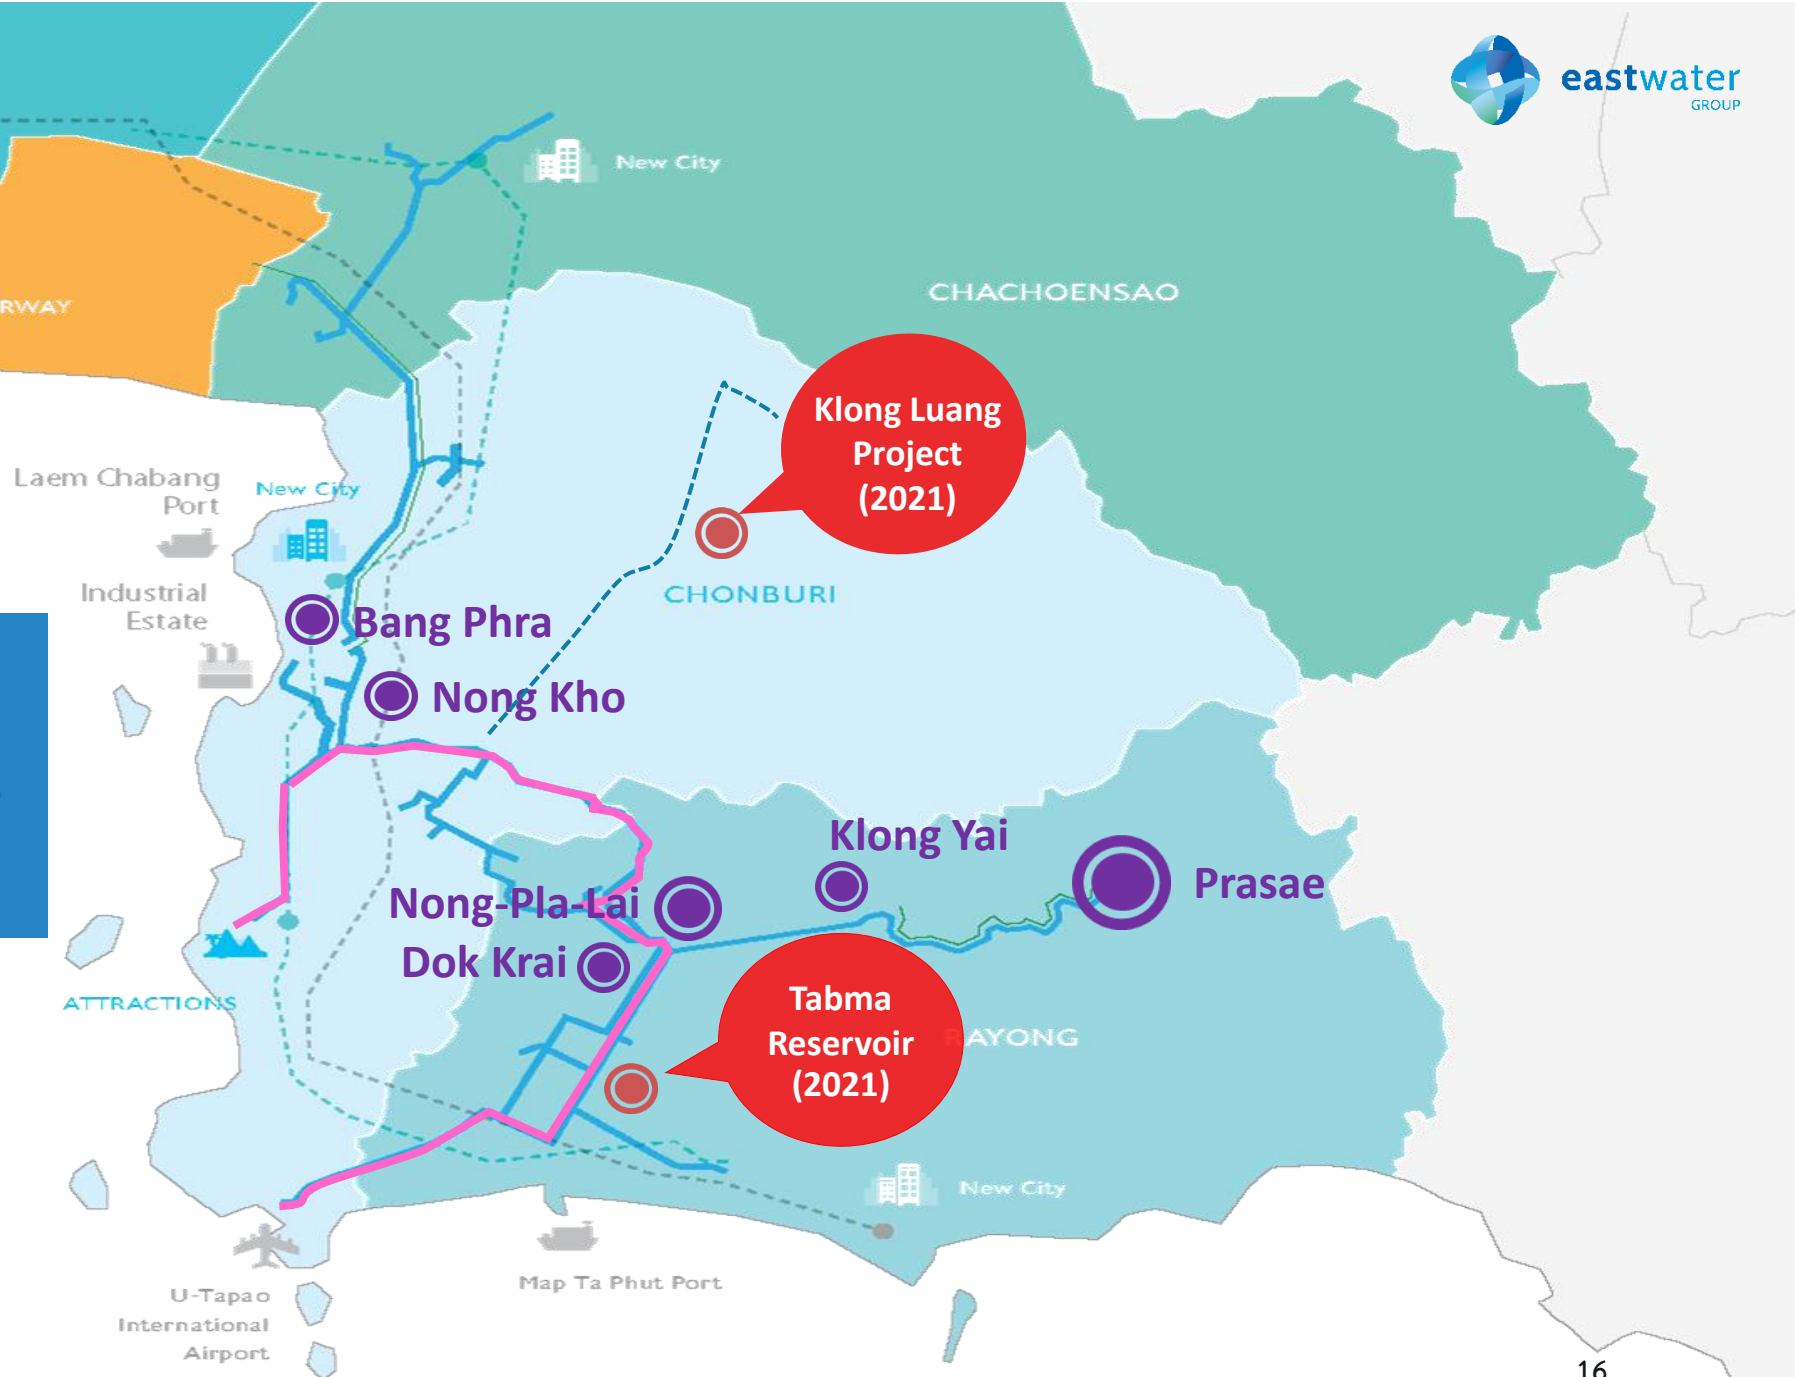 eastwater
GROUP
New City
CHACHOENSAO
RWAY
Klong Luang
Project
(2021)
Laem Chabang
Port
New City
Industrial
Estate
CHONBURI
Bang Phra
Nong Kho
Klong Yai
Prasae
Nong-Pla-Lai
Dok Krai
ATTRACTIONS
Tabma
Reservoir
(2021)
RAYONG
New City
Map Ta Phut Port
U-Tapao
International
Airport
16